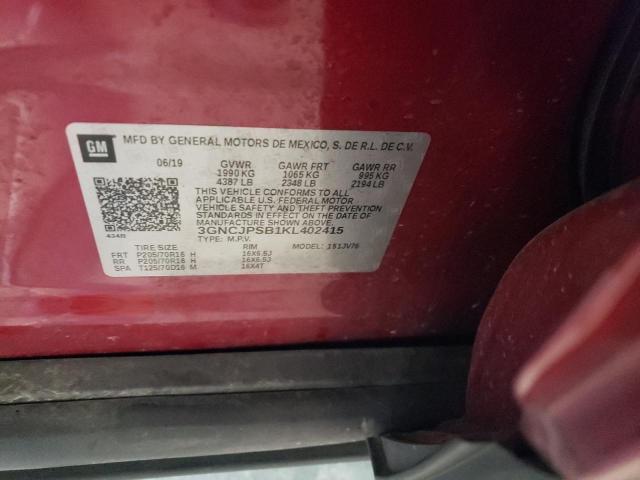 GM
MFD BY GENERAL MOTORS DE MEXICO, S. DE R.L. DE C.V.
06/19 GVWR GAWR FRT GAWR RR
1990 KG 1065 KG 995 KG
4387 LB 2348 LB 2194 LB
THIS VEHICLE CONFORMS TO ALL
APPLICABLE U.S. FEDERAL MOTOR
VEHICLE SAFETY AND THEFT PREVENTION
STANDARDS IN EFFECT ON THE DATE OF
MANUFACTURE SHOWN ABOVE.
3GNCJPSB1KL402415
434B TYPE: M.P.V. MODEL: 1S1JV76
TIRE SIZE RIM
FRT P205/70R16 H 16X6.5J
RR P205/70R16 H 16X6.5J
SPA T125/70D16 M 16X4T